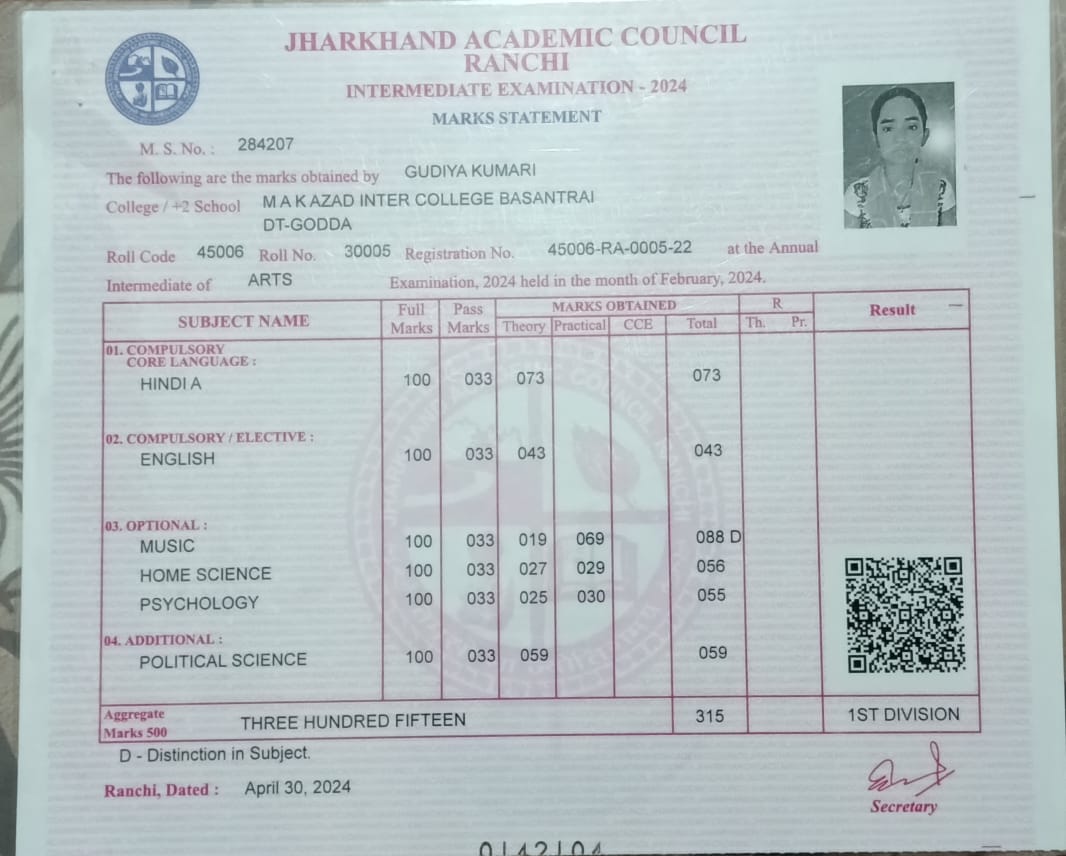 JHARKHAND ACADEMIC COUNCIL
RANCHI
INTERMEDIATE EXAMINATION - 2024
MARKS STATEMENT
M. S. No. : 284207
The following are the marks obtained by GUDIYA KUMARI
College / +2 School M A K AZAD INTER COLLEGE BASANTRAI
DT-GODDA
Roll Code 45006 Roll No. 30005 Registration No. 45006-RA-0005-22 at the Annual
Intermediate of ARTS Examination, 2024 held in the month of February, 2024.
SUBJECT NAME Full Marks Pass Marks MARKS OBTAINED R Result
Theory Practical CCE Total Th. Pr.
01. COMPULSORY
CORE LANGUAGE :
HINDI A 100 033 073 073
02. COMPULSORY / ELECTIVE :
ENGLISH 100 033 043 043
03. OPTIONAL :
MUSIC 100 033 019 069 088 D
HOME SCIENCE 100 033 027 029 056
PSYCHOLOGY 100 033 025 030 055
04. ADDITIONAL :
POLITICAL SCIENCE 100 033 059 059
Aggregate
Marks 500 THREE HUNDRED FIFTEEN 315 1ST DIVISION
D - Distinction in Subject.
Ranchi, Dated : April 30, 2024
Secretary